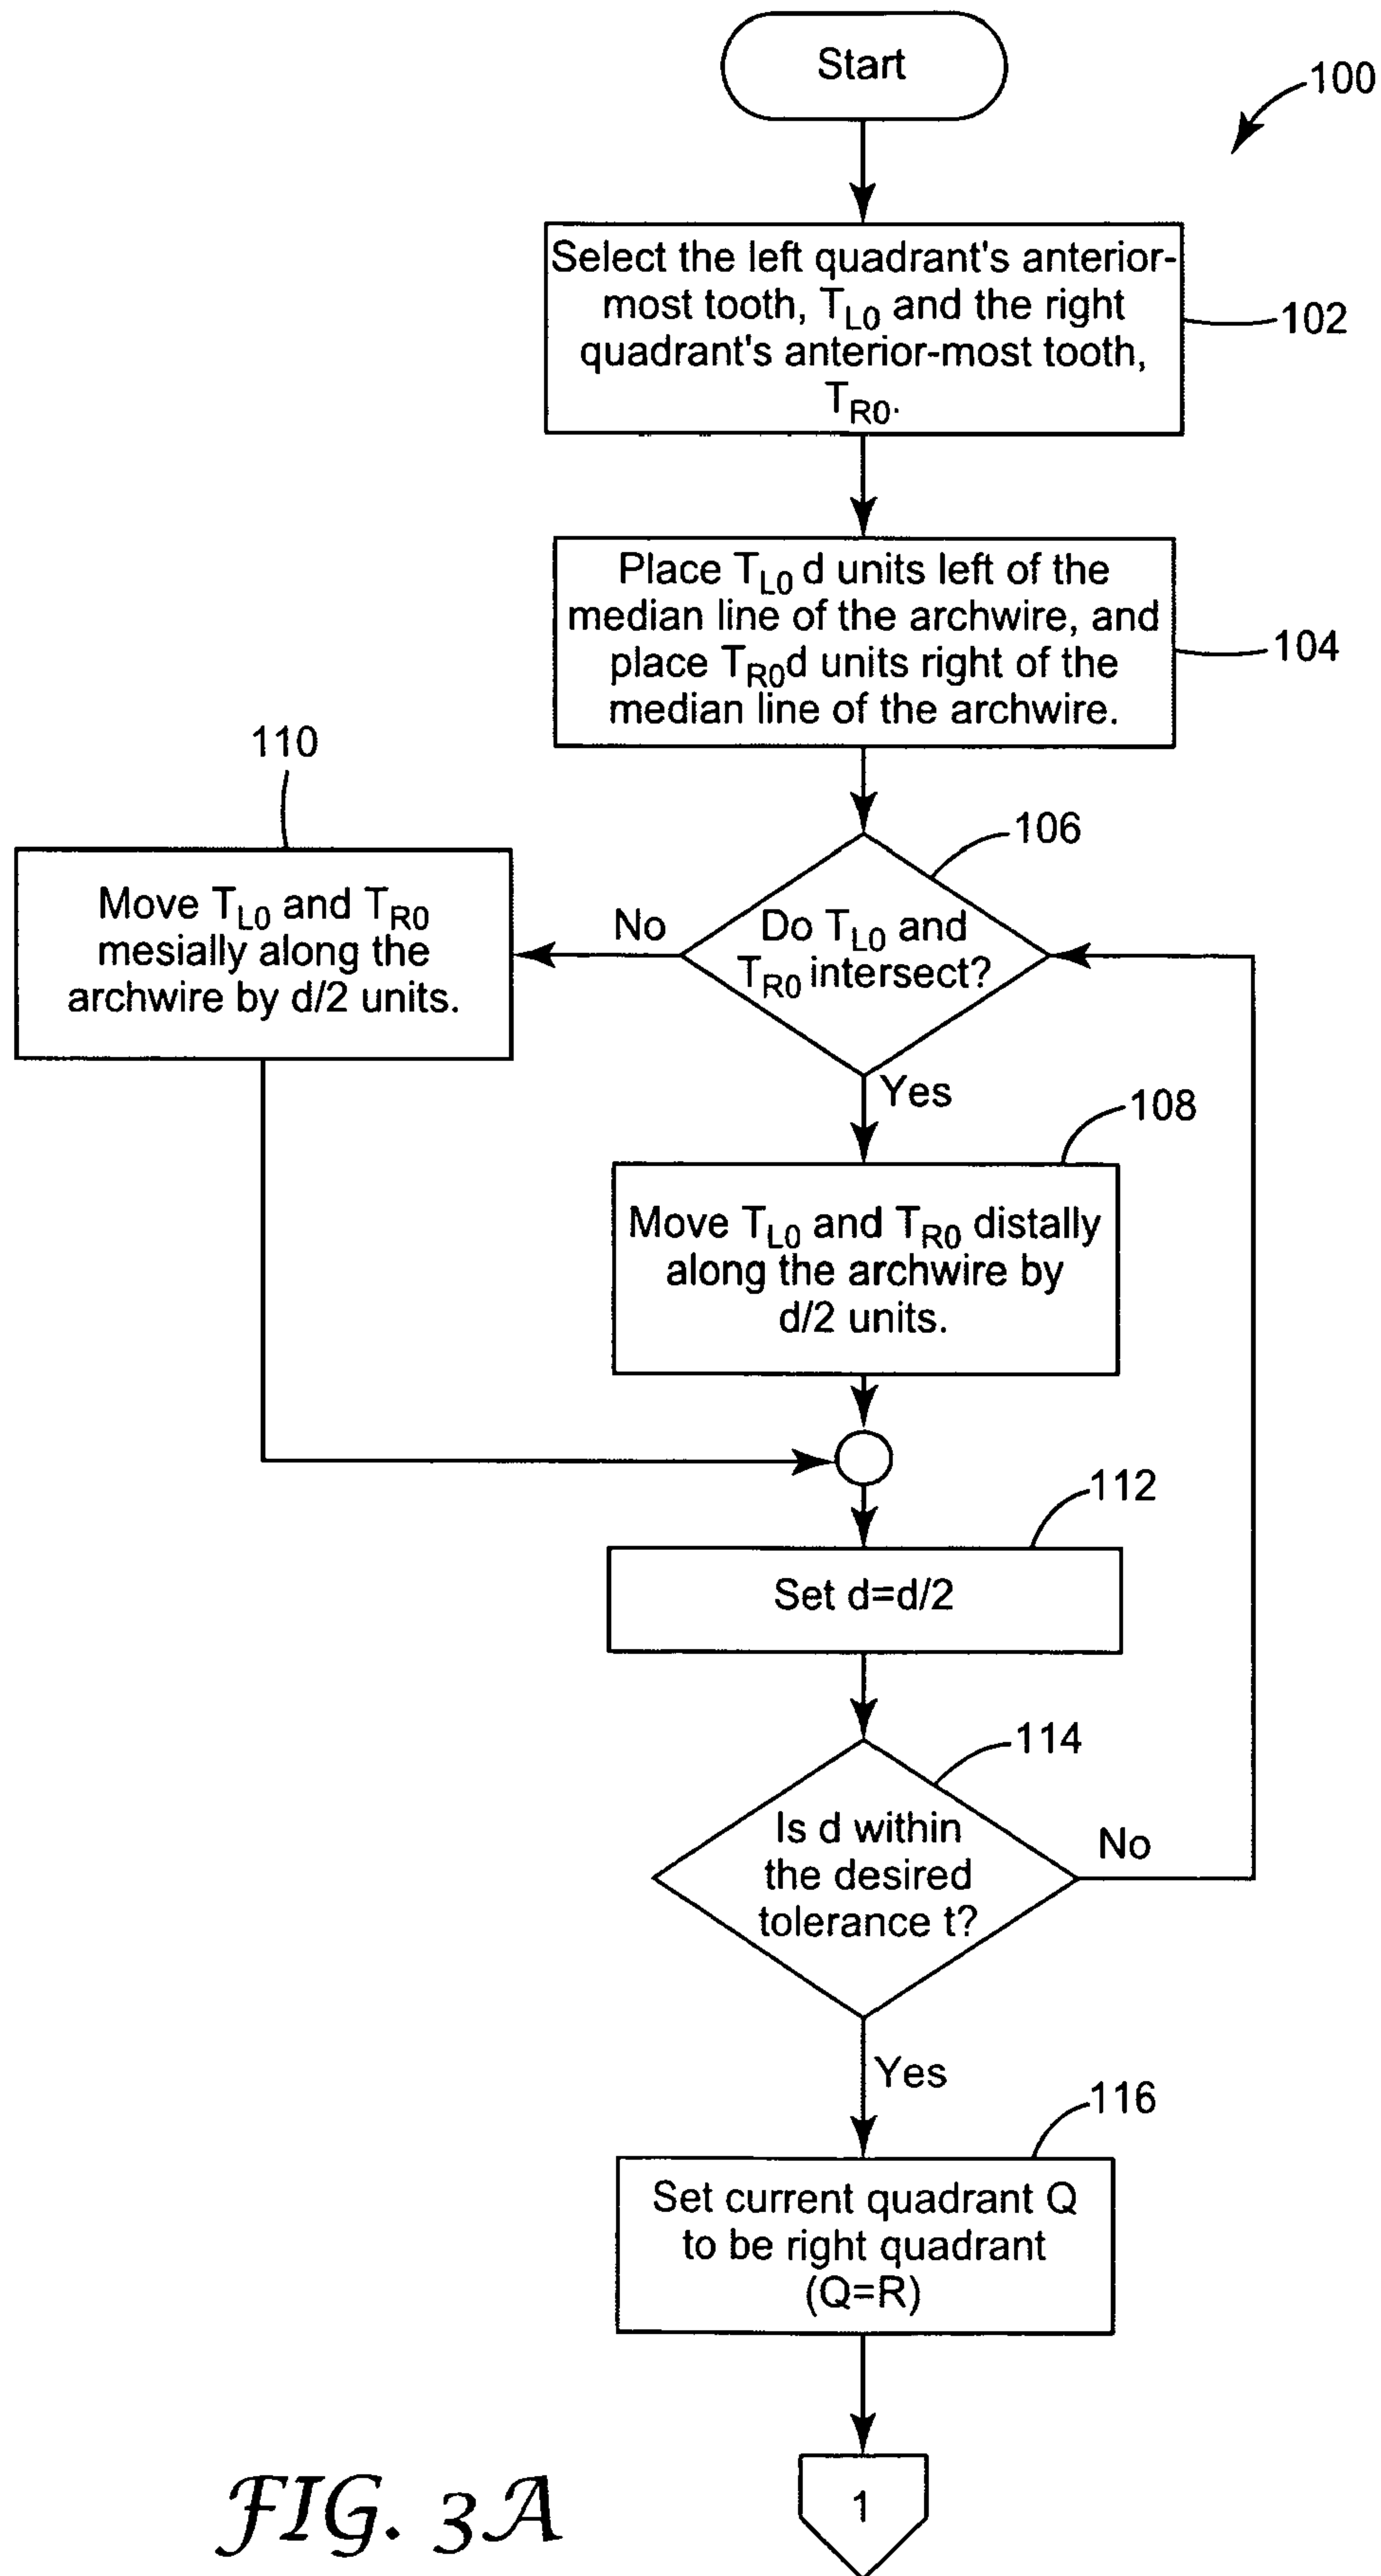 Start
100
Select the left quadrant's anterior-
most tooth, TL0 and the right
quadrant's anterior-most tooth,
TR0.
102
Place TL0 d units left of the
median line of the archwire, and
place TR0d units right of the
median line of the archwire.
104
110
106
Move TL0 and TR0
mesially along the
archwire by d/2 units.
No
Do TL0 and
TR0 intersect?
Yes
108
Move TL0 and TR0 distally
along the archwire by
d/2 units.
112
Set d=d/2
114
Is d within
the desired
tolerance t?
No
Yes
116
Set current quadrant Q
to be right quadrant
(Q=R)
1
FIG. 3A